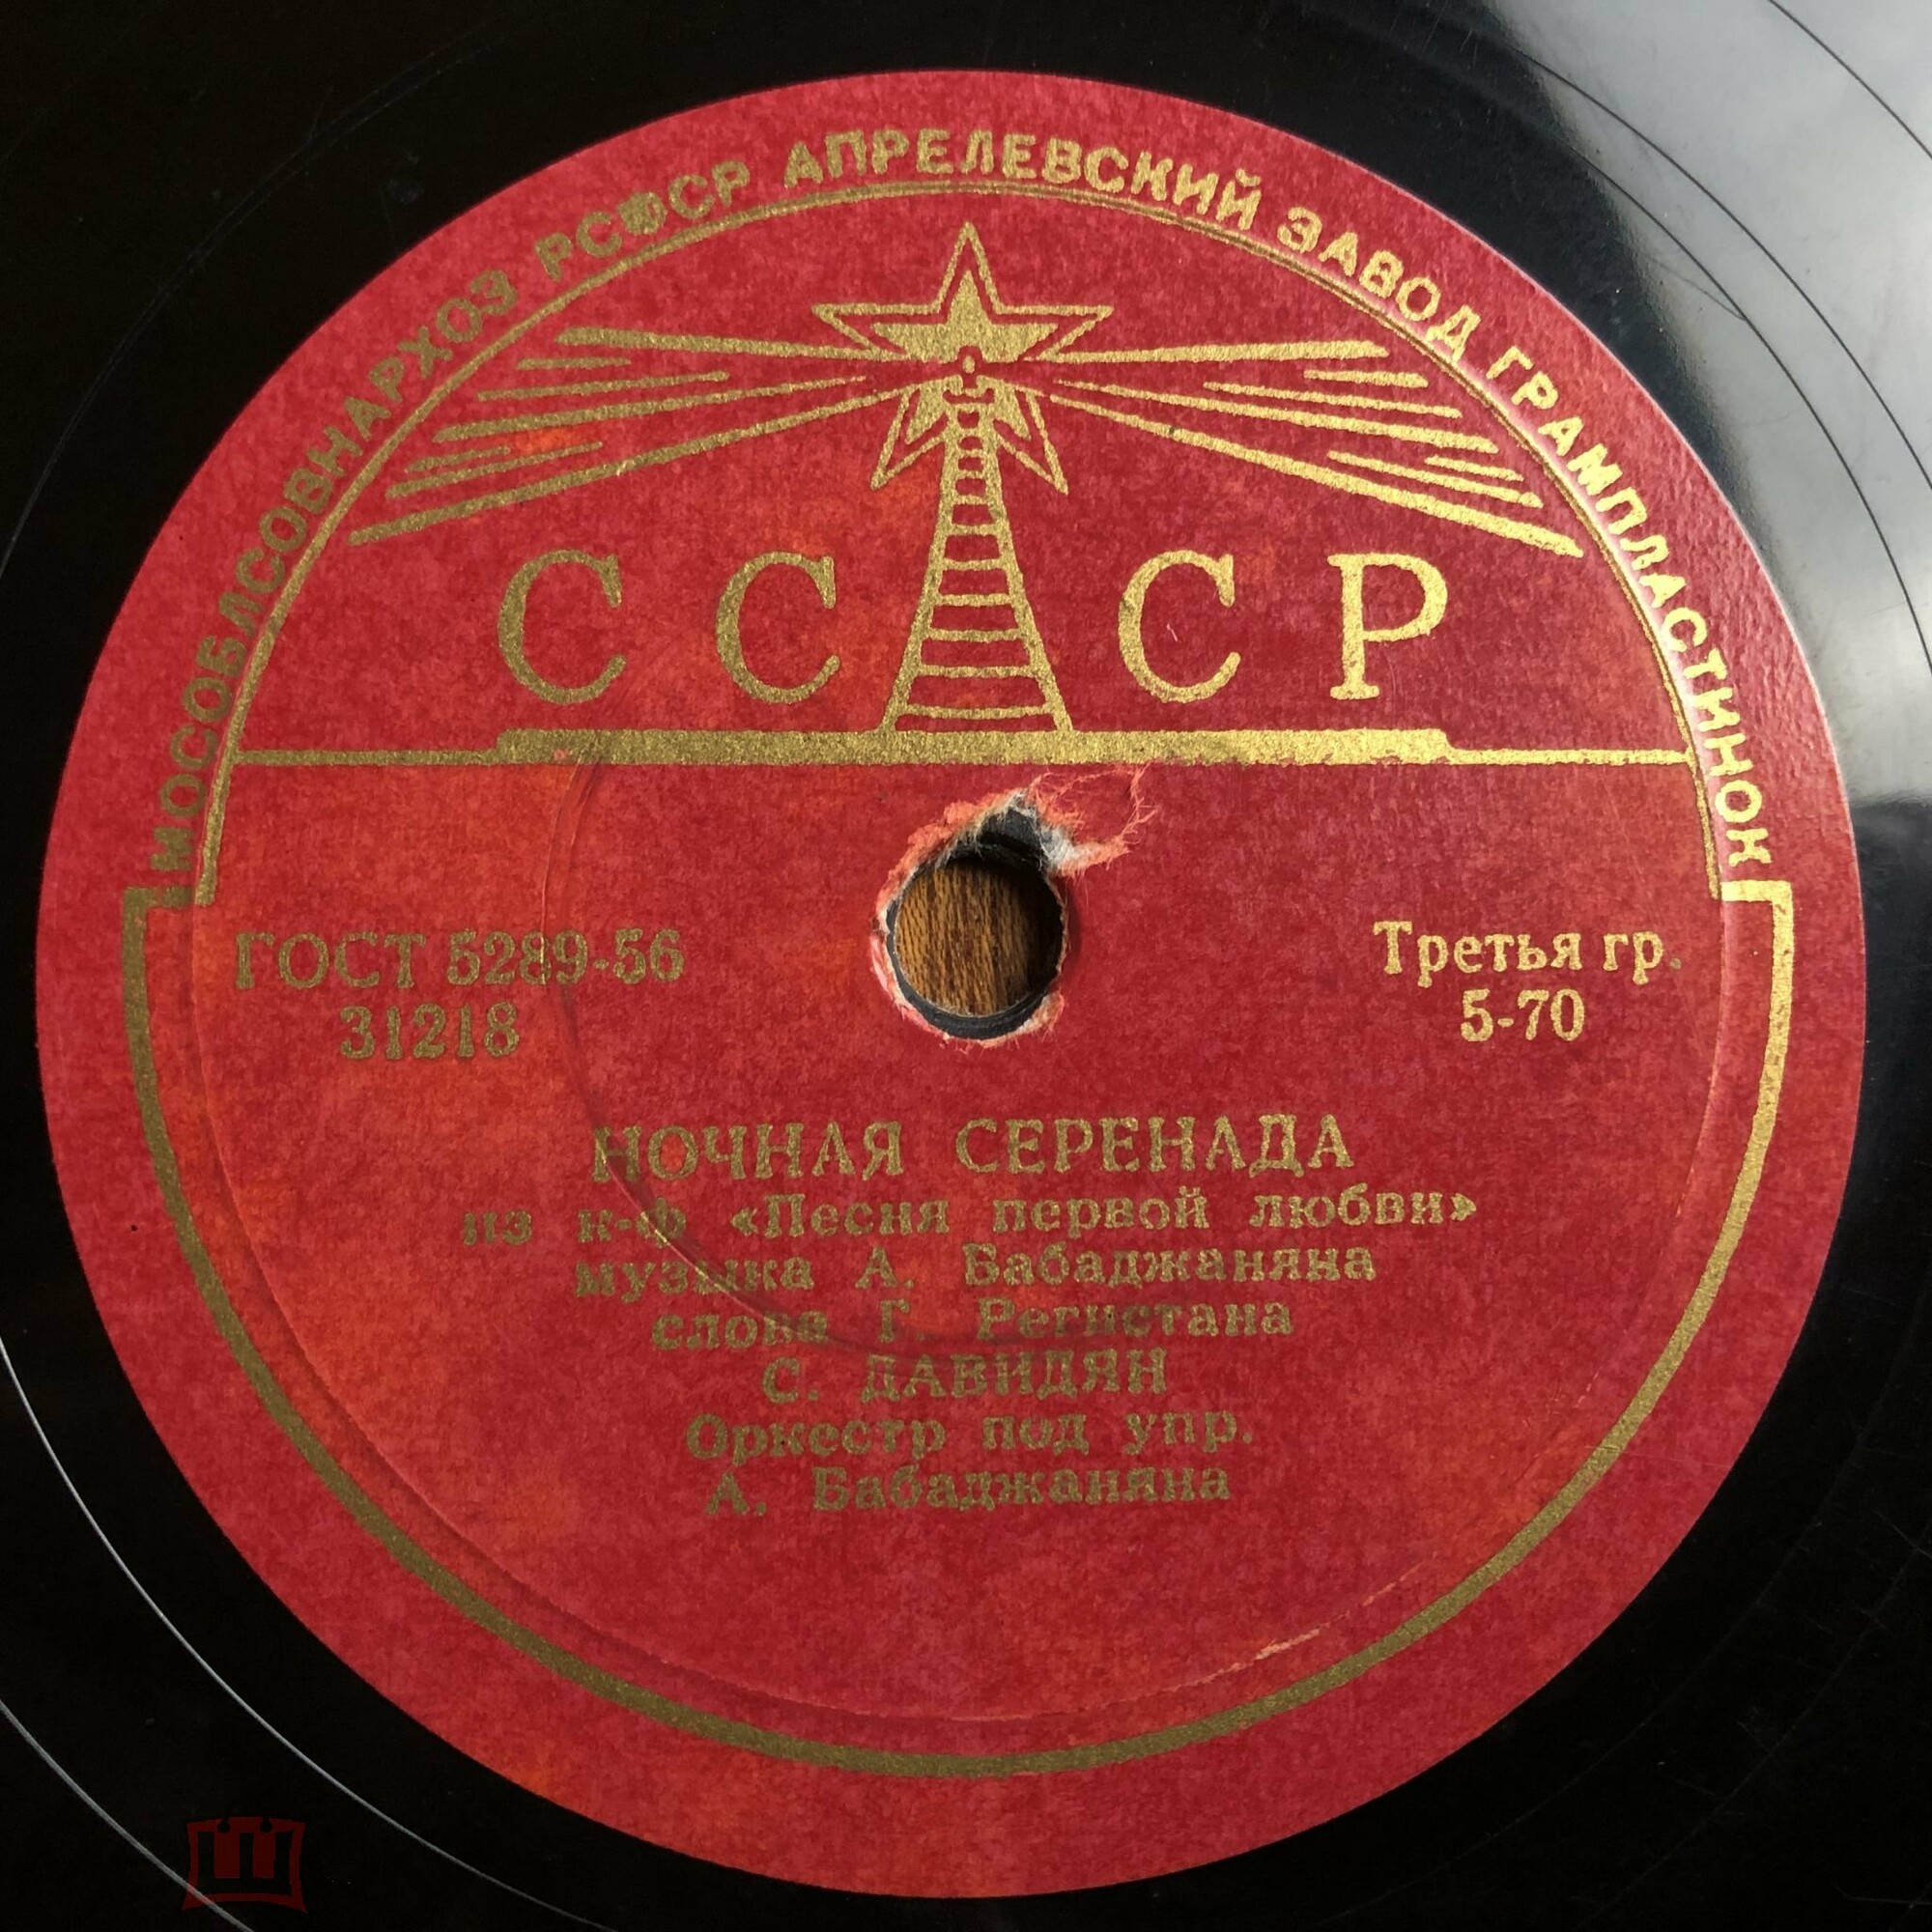 МОСОБЛСОВНАРХОЗ РСФСР АПРЕЛЕВСКИЙ ЗАВОД ГРАМПЛАСТИНОК
СССР
ГОСТ 5289-56
31218
Третья гр.
5-70
НОЧНАЯ СЕРЕНАДА
из к-ф «Песня первой любви»
музыка А. Бабаджаняна
слова Г. Регистана
С. ДАВИДЯН
Оркестр под упр.
А. Бабаджаняна